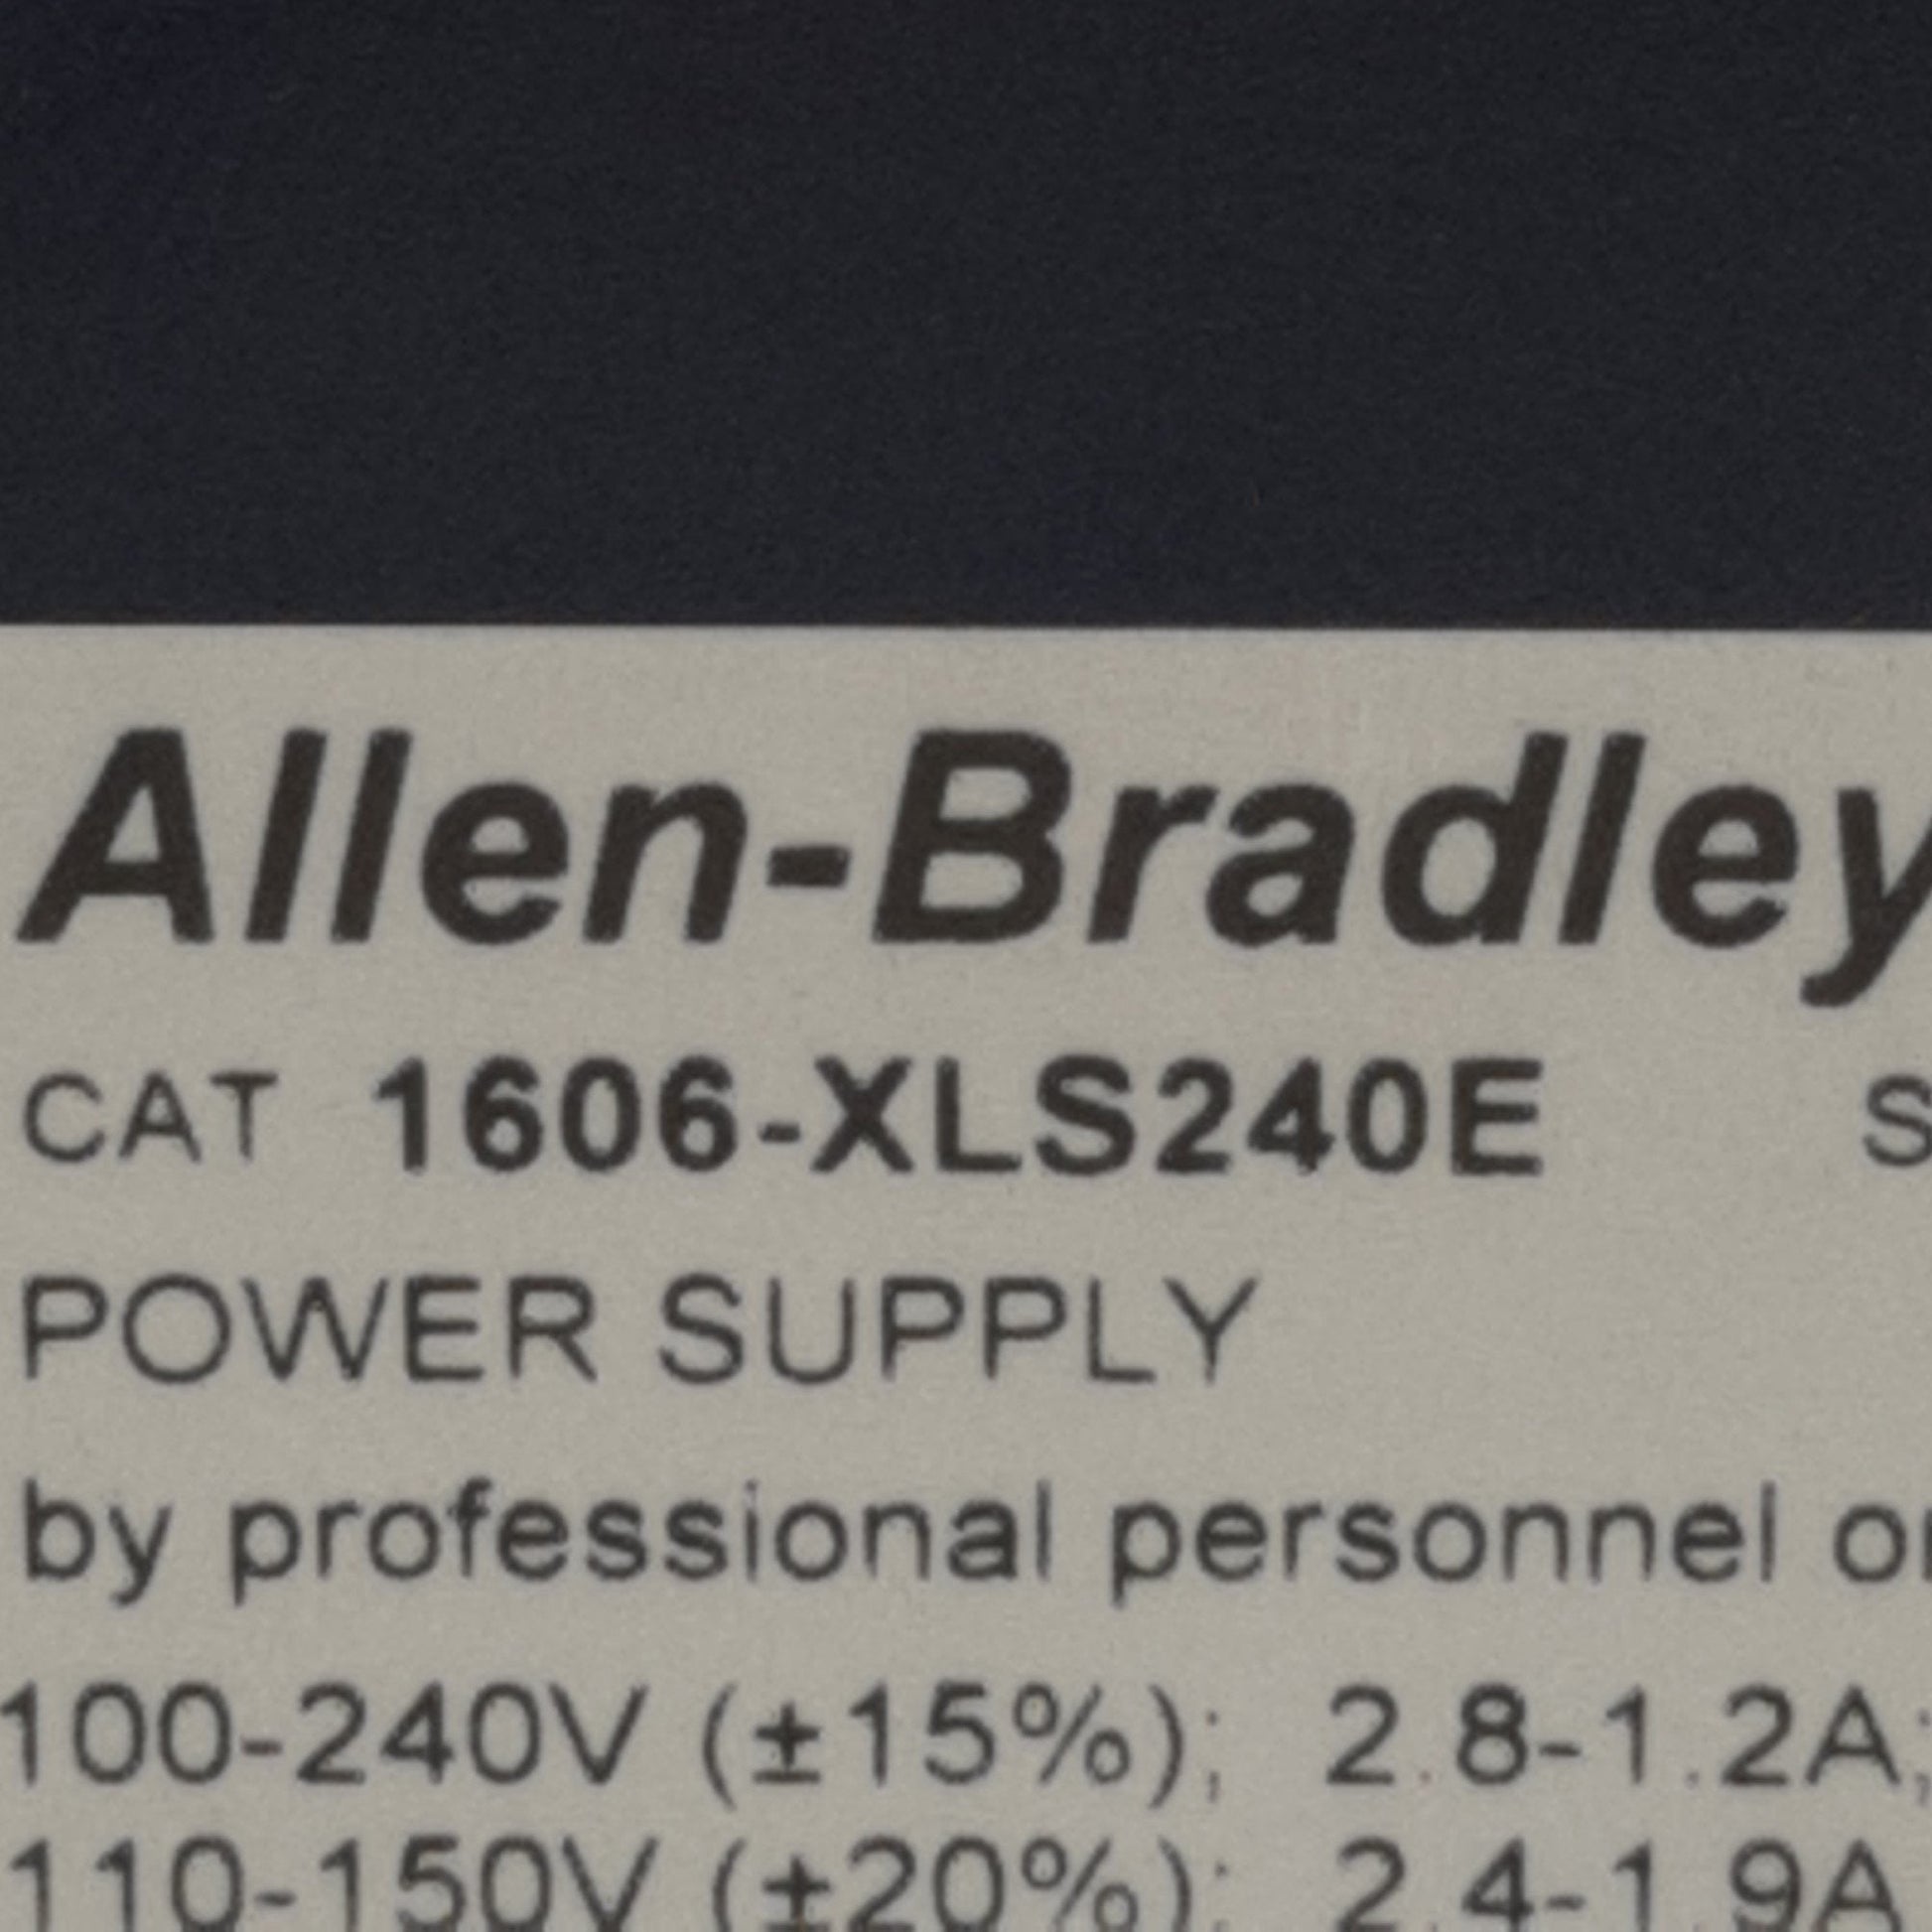 Allen-Bradley
CAT 1606-XLS240E S
POWER SUPPLY
by professional personnel or
100-240V (±15%); 2.8-1.2A;
110-150V (±20%); 2.4-1.9A